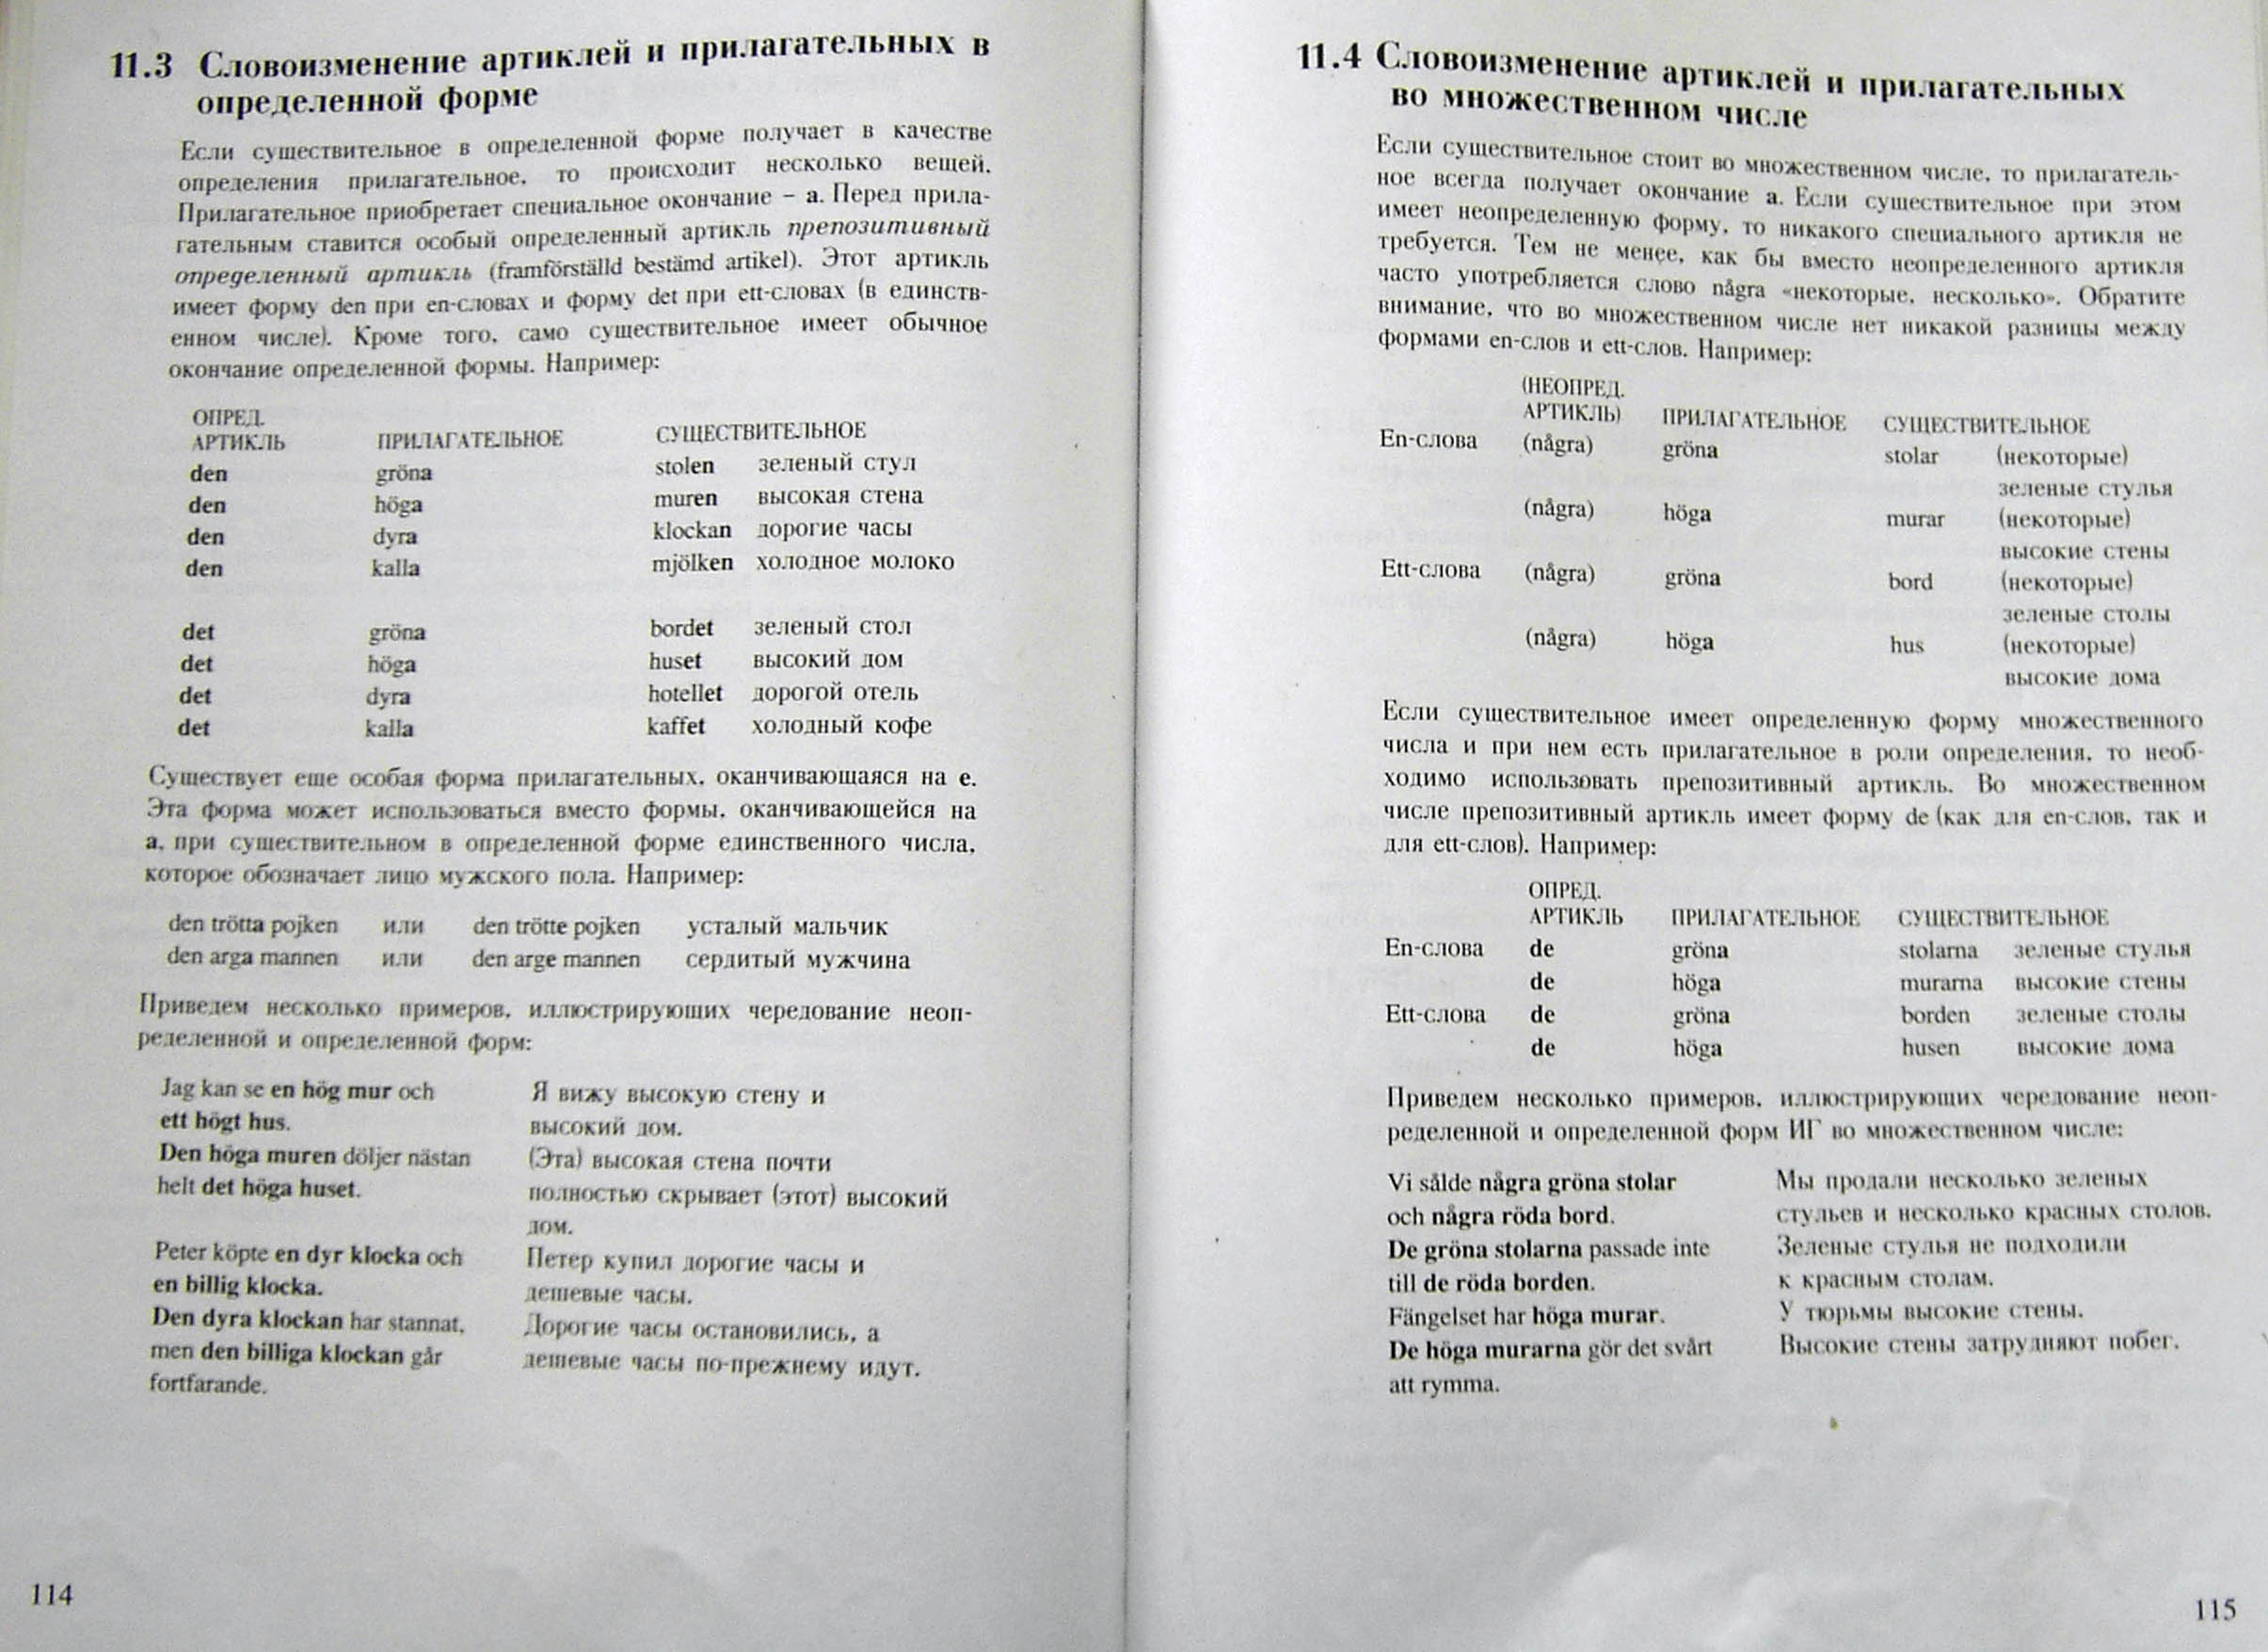 11.3 Словоизменение артиклей и прилагательных в
определенной форме
Если существительное в определенной форме получает в качестве
определения прилагательное, то происходит несколько вещей.
Прилагательное приобретает специальное окончание – а. Перед прила-
гательным ставится особый определенный артикль препозитивный
определенный артикль (framförställd bestämd artikel). Этот артикль
имеет форму den при en-словах и форму det при ett-словах (в единств-
енном числе). Кроме того, само существительное имеет обычное
окончание определенной формы. Например:
ОПРЕД.
АРТИКЛЬ ПРИЛАГАТЕЛЬНОЕ СУЩЕСТВИТЕЛЬНОЕ
den gröna stolen зеленый стул
den höga muren высокая стена
den dyra klockan дорогие часы
den kalla mjölken холодное молоко
det gröna bordet зеленый стол
det höga huset высокий дом
det dyra hotellet дорогой отель
det kalla kaffet холодный кофе
Существует еще особая форма прилагательных, оканчивающаяся на е.
Эта форма может использоваться вместо формы, оканчивающейся на
а, при существительном в определенной форме единственного числа,
которое обозначает лицо мужского пола. Например:
den trötta pojken или den trötte pojken усталый мальчик
den arga mannen или den arge mannen сердитый мужчина
Приведем несколько примеров, иллюстрирующих чередование неоп-
ределенной и определенной форм:
Jag kan se en hög mur och Я вижу высокую стену и
ett högt hus. высокий дом.
Den höga muren döljer nästan (Эта) высокая стена почти
helt det höga huset. полностью скрывает (этот) высокий
дом.
Peter köpte en dyr klocka och Петер купил дорогие часы и
en billig klocka. дешевые часы.
Den dyra klockan har stannat, Дорогие часы остановились, а
men den billiga klockan går дешевые часы по-прежнему идут.
fortfarande.
114
11.4 Словоизменение артиклей и прилагательных
во множественном числе
Если существительное стоит во множественном числе, то прилагатель-
ное всегда получает окончание а. Если существительное при этом
имеет неопределенную форму, то никакого специального артикля не
требуется. Тем не менее, как бы вместо неопределенного артикля
часто употребляется слово några «некоторые, несколько». Обратите
внимание, что во множественном числе нет никакой разницы между
формами en-слов и ett-слов. Например:
(НЕОПРЕД.
АРТИКЛЬ) ПРИЛАГАТЕЛЬНОЕ СУЩЕСТВИТЕЛЬНОЕ
En-слова (några) gröna stolar (некоторые)
зеленые стулья
(några) höga murar (некоторые)
высокие стены
Ett-слова (några) gröna bord (некоторые)
зеленые столы
(några) höga hus (некоторые)
высокие дома
Если существительное имеет определенную форму множественного
числа и при нем есть прилагательное в роли определения, то необ-
ходимо использовать препозитивный артикль. Во множественном
числе препозитивный артикль имеет форму de (как для en-слов, так и
для ett-слов). Например:
ОПРЕД.
АРТИКЛЬ ПРИЛАГАТЕЛЬНОЕ СУЩЕСТВИТЕЛЬНОЕ
En-слова de gröna stolarna зеленые стулья
de höga murarna высокие стены
Ett-слова de gröna borden зеленые столы
de höga husen высокие дома
Приведем несколько примеров, иллюстрирующих чередование неоп-
ределенной и определенной форм ИГ во множественном числе:
Vi sålde några gröna stolar Мы продали несколько зеленых
och några röda bord. стульев и несколько красных столов.
De gröna stolarna passade inte Зеленые стулья не подходили
till de röda borden. к красным столам.
Fängelset har höga murar. У тюрьмы высокие стены.
De höga murarna gör det svårt Высокие стены затрудняют побег.
att rymma.
115